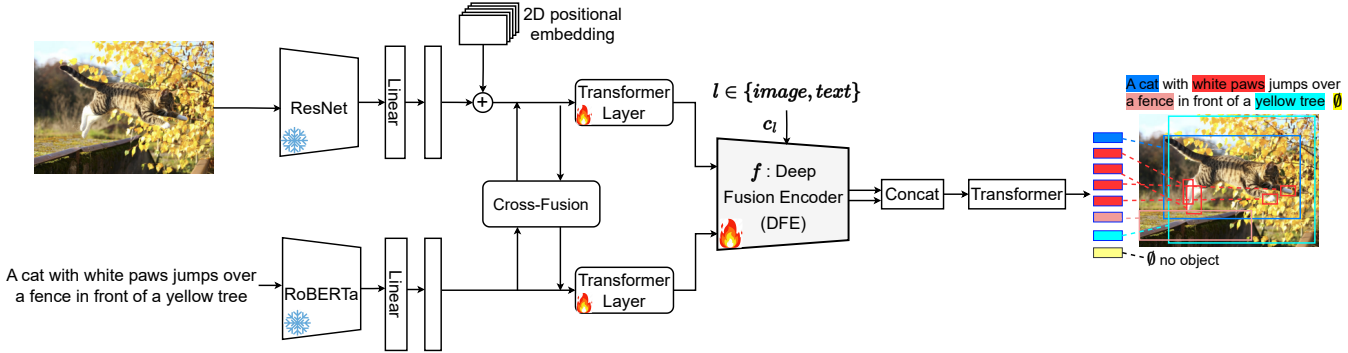 2D positional
embedding
ResNet
Linear
+
Transformer
Layer
Cross-Fusion
A cat with white paws jumps over
a fence in front of a yellow tree
RoBERTa
Linear
Transformer
Layer
l ∈ {image, text}
c_l
f : Deep
Fusion Encoder
(DFE)
Concat
Transformer
A cat with white paws jumps over
a fence in front of a yellow tree ∅
∅ no object